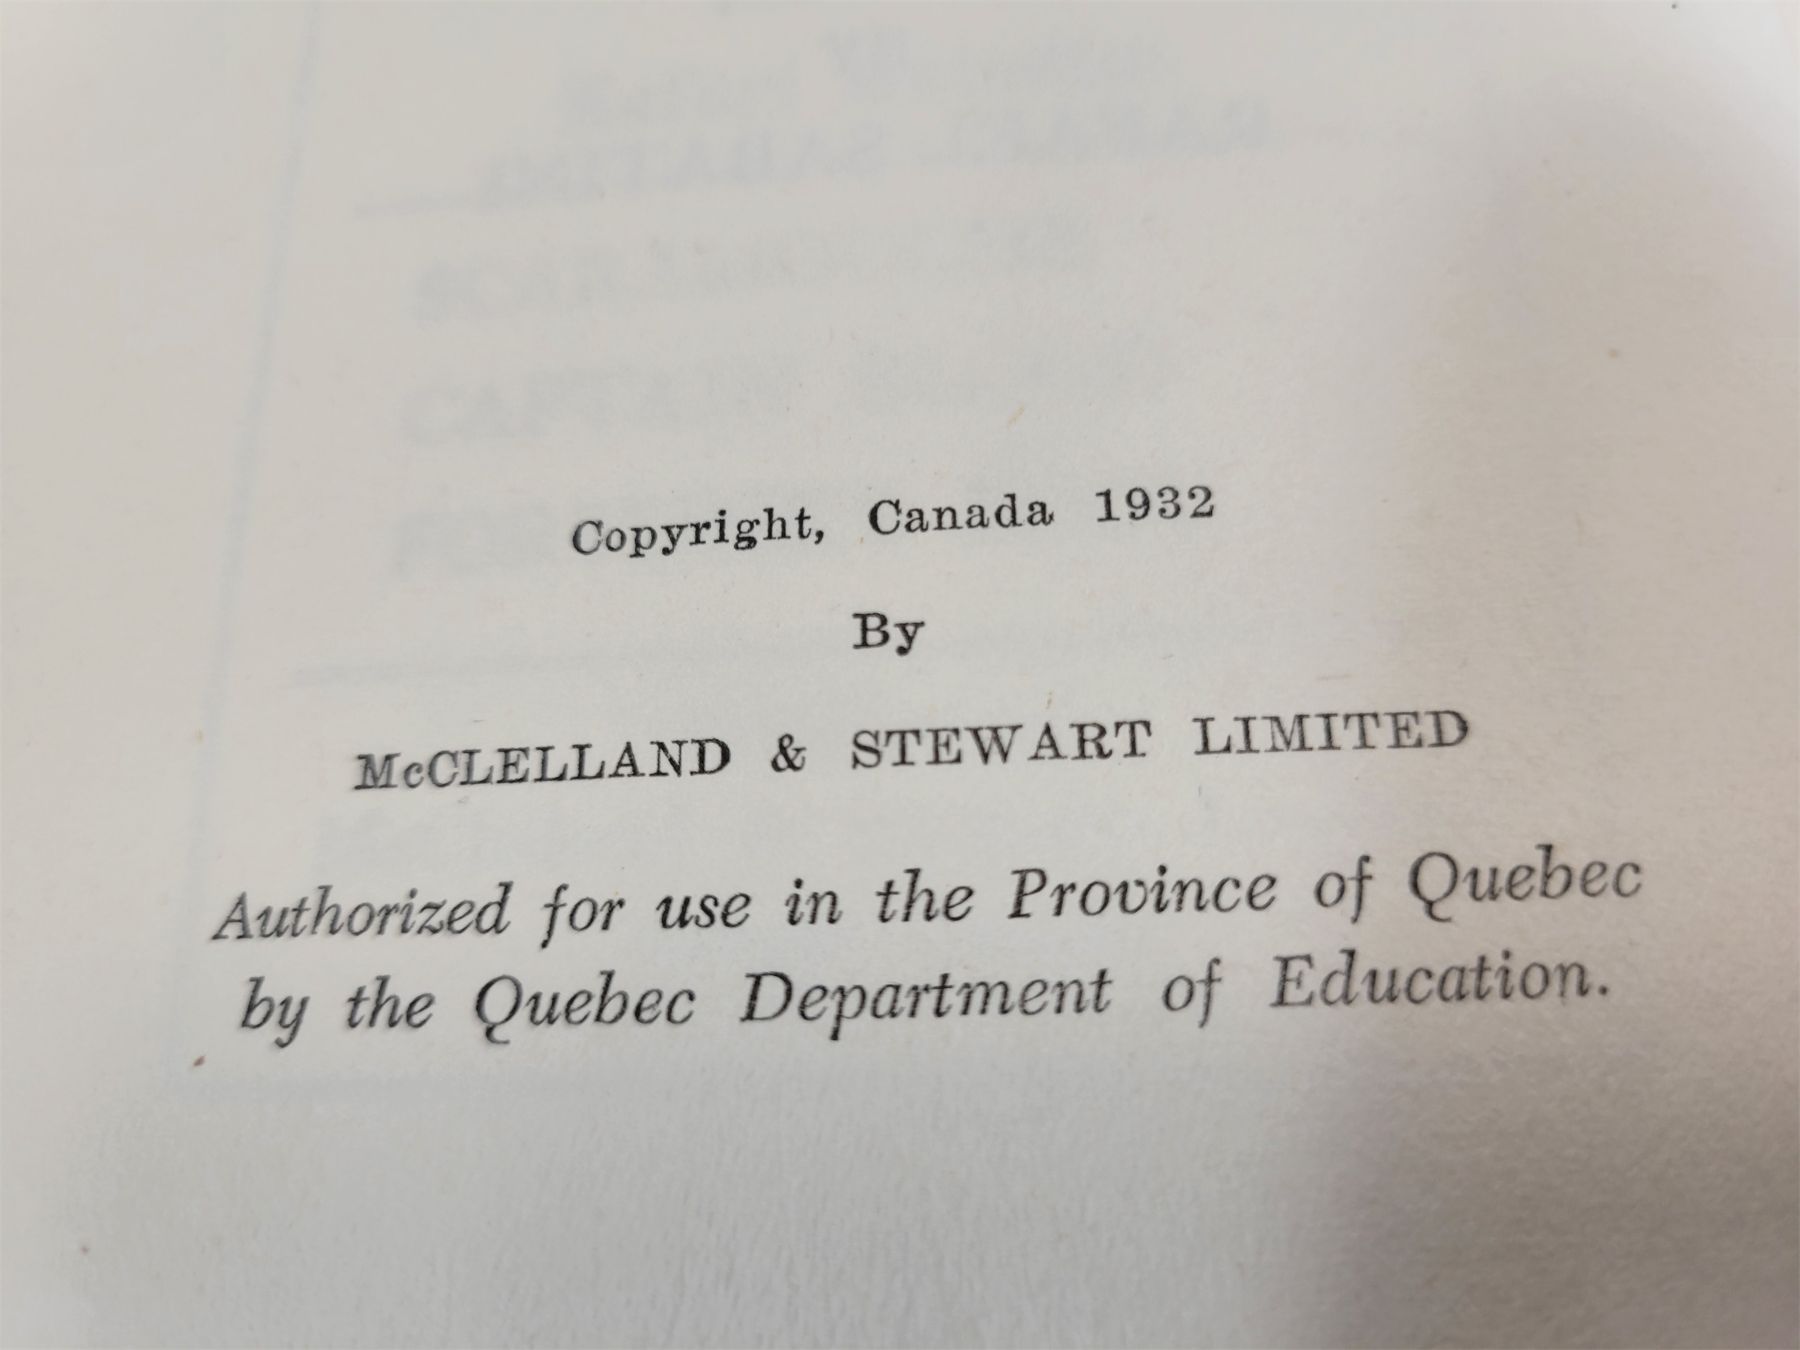 Copyright, Canada 1932
By
McCLELLAND & STEWART LIMITED
Authorized for use in the Province of Quebec
by the Quebec Department of Education.